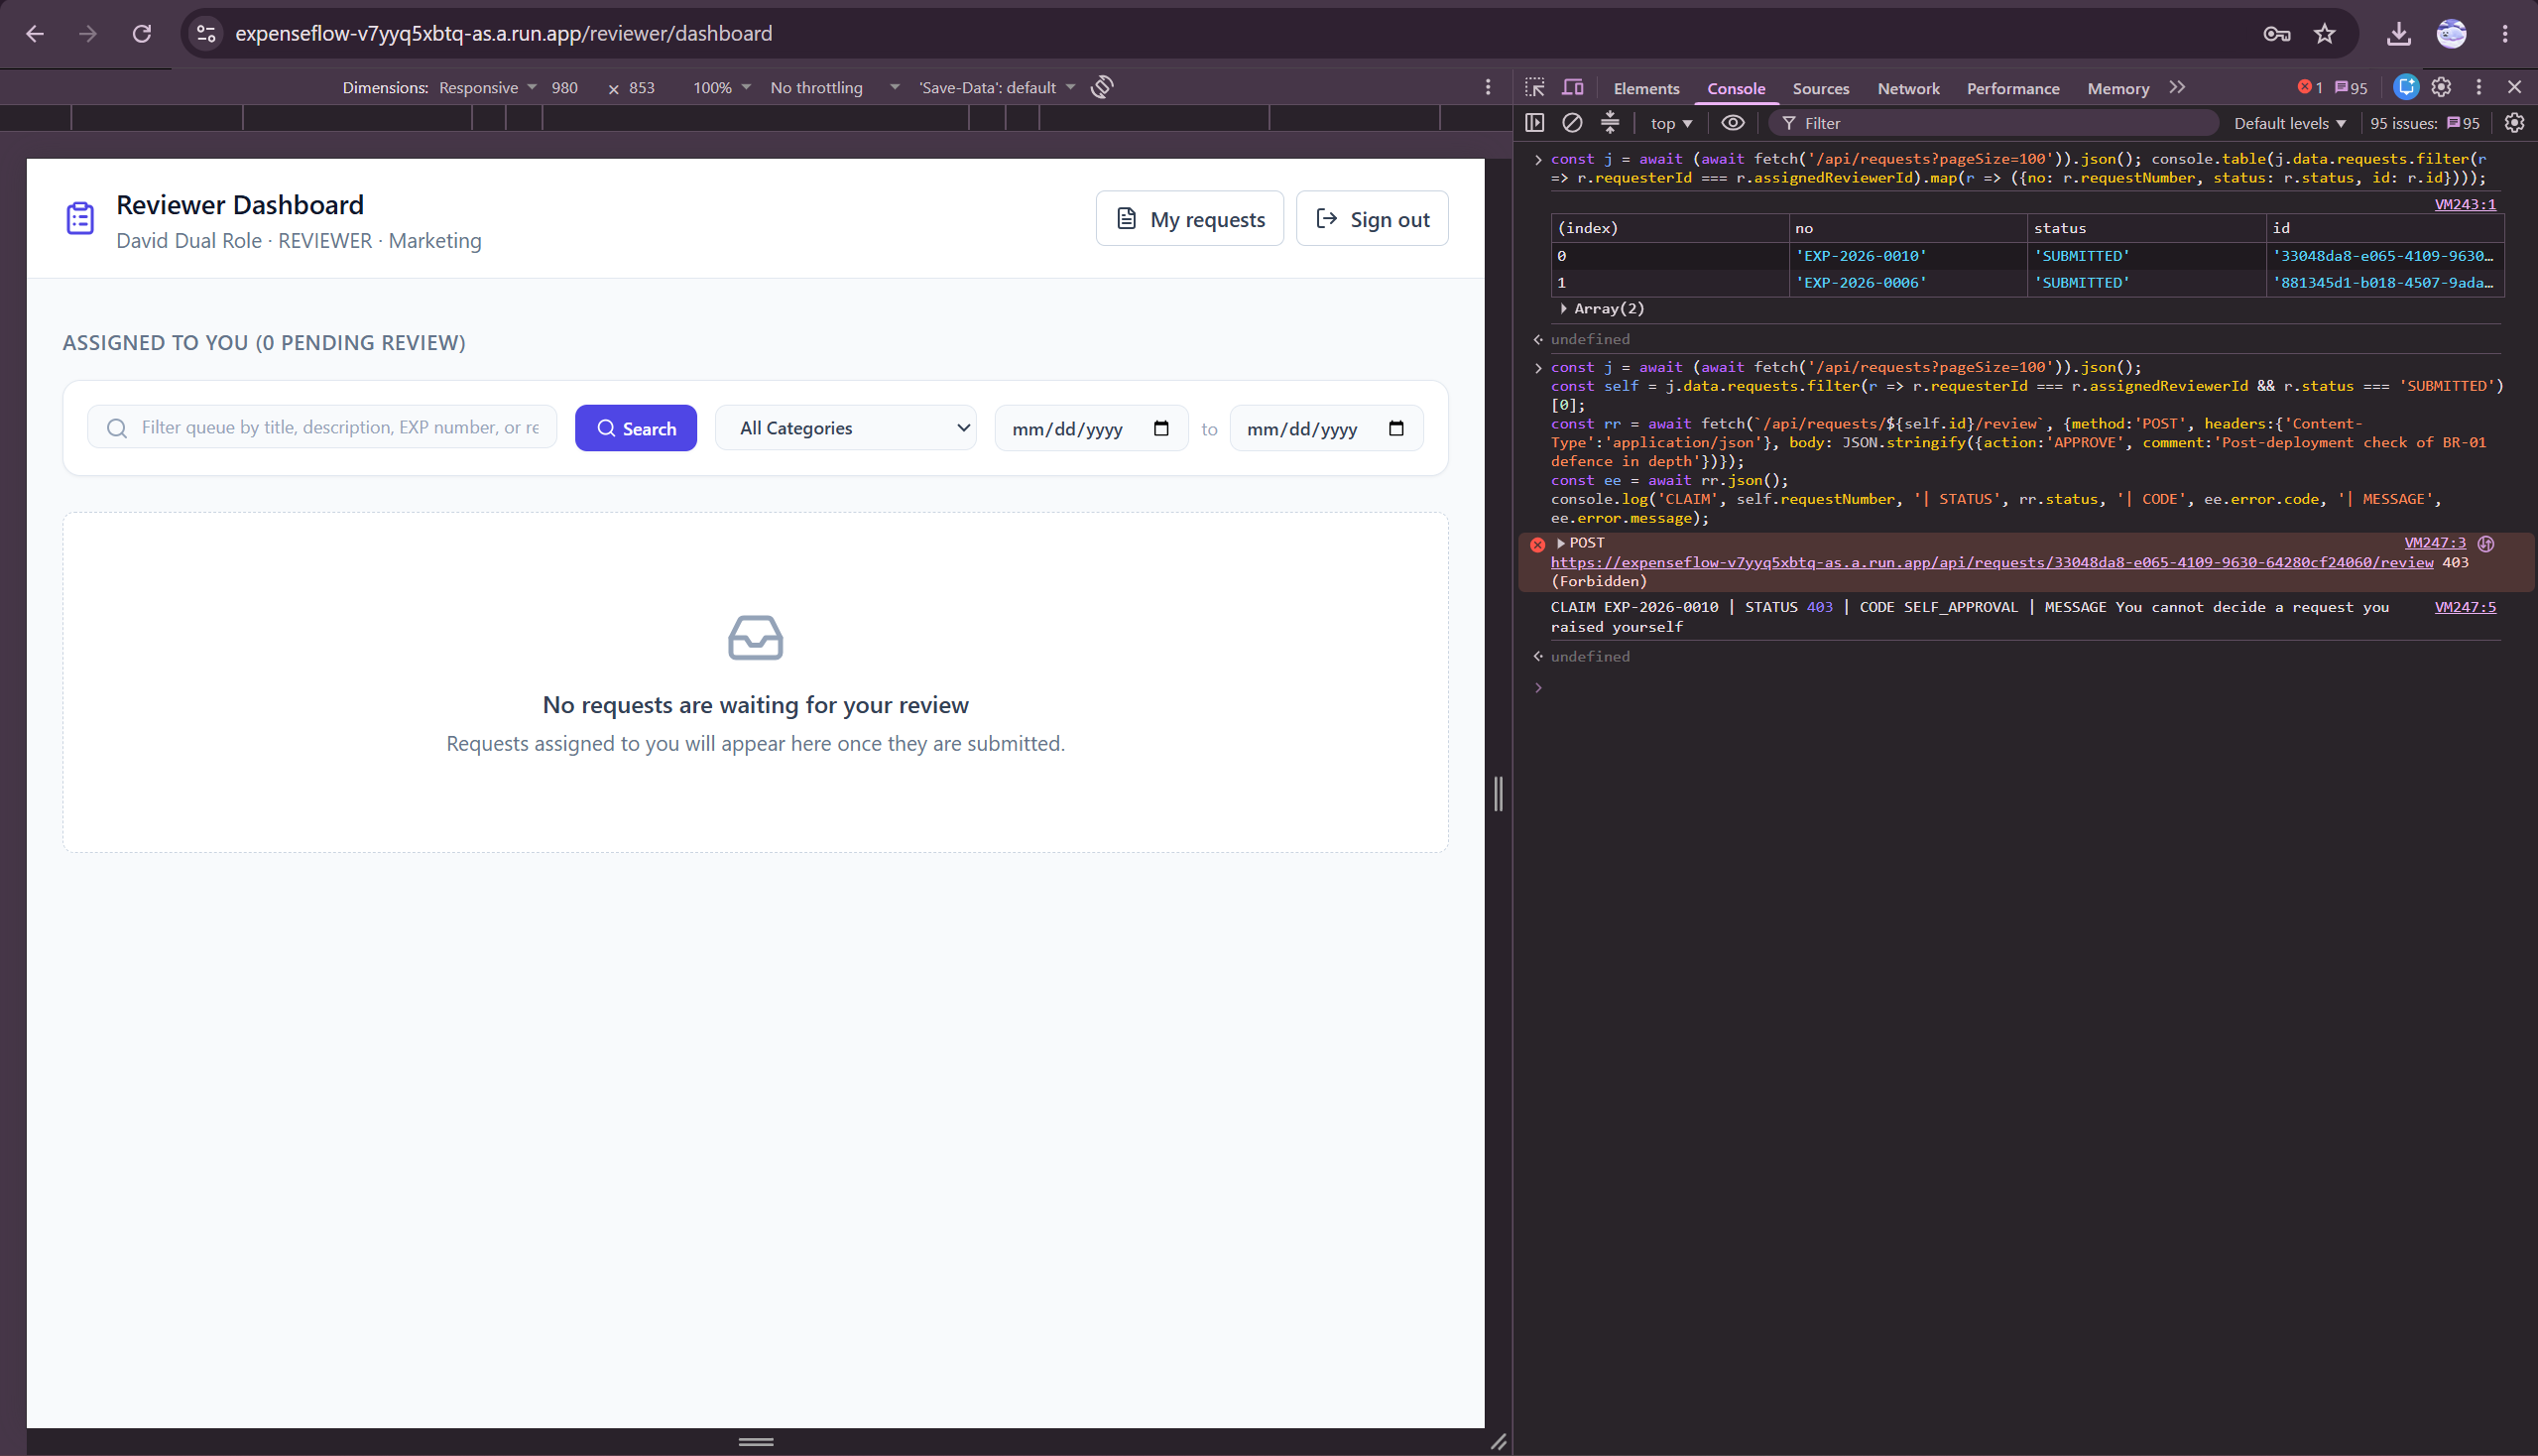 expenseflow-v7yyq5xbtq-as.a.run.app/reviewer/dashboard
Dimensions: Responsive 980 × 853 100% No throttling 'Save-Data': default
Reviewer Dashboard
David Dual Role · REVIEWER · Marketing
My requests
Sign out
ASSIGNED TO YOU (0 PENDING REVIEW)
Filter queue by title, description, EXP number, or re
Search
All Categories
mm/dd/yyyy
to
mm/dd/yyyy
No requests are waiting for your review
Requests assigned to you will appear here once they are submitted.
Elements Console Sources Network Performance Memory 1 95
top Filter Default levels 95 issues: 95
const j = await (await fetch('/api/requests?pageSize=100')).json(); console.table(j.data.requests.filter(r
=> r.requesterId === r.assignedReviewerId).map(r => ({no: r.requestNumber, status: r.status, id: r.id})));
VM243:1
(index) no status id
0 'EXP-2026-0010' 'SUBMITTED' '33048da8-e065-4109-9630…
1 'EXP-2026-0006' 'SUBMITTED' '881345d1-b018-4507-9ada…
Array(2)
undefined
const j = await (await fetch('/api/requests?pageSize=100')).json();
const self = j.data.requests.filter(r => r.requesterId === r.assignedReviewerId && r.status === 'SUBMITTED')
[0];
const rr = await fetch(`/api/requests/${self.id}/review`, {method:'POST', headers:{'Content-
Type':'application/json'}, body: JSON.stringify({action:'APPROVE', comment:'Post-deployment check of BR-01
defence in depth'})});
const ee = await rr.json();
console.log('CLAIM', self.requestNumber, '| STATUS', rr.status, '| CODE', ee.error.code, '| MESSAGE',
ee.error.message);
POST VM247:3
https://expenseflow-v7yyq5xbtq-as.a.run.app/api/requests/33048da8-e065-4109-9630-64280cf24060/review 403
(Forbidden)
CLAIM EXP-2026-0010 | STATUS 403 | CODE SELF_APPROVAL | MESSAGE You cannot decide a request you VM247:5
raised yourself
undefined